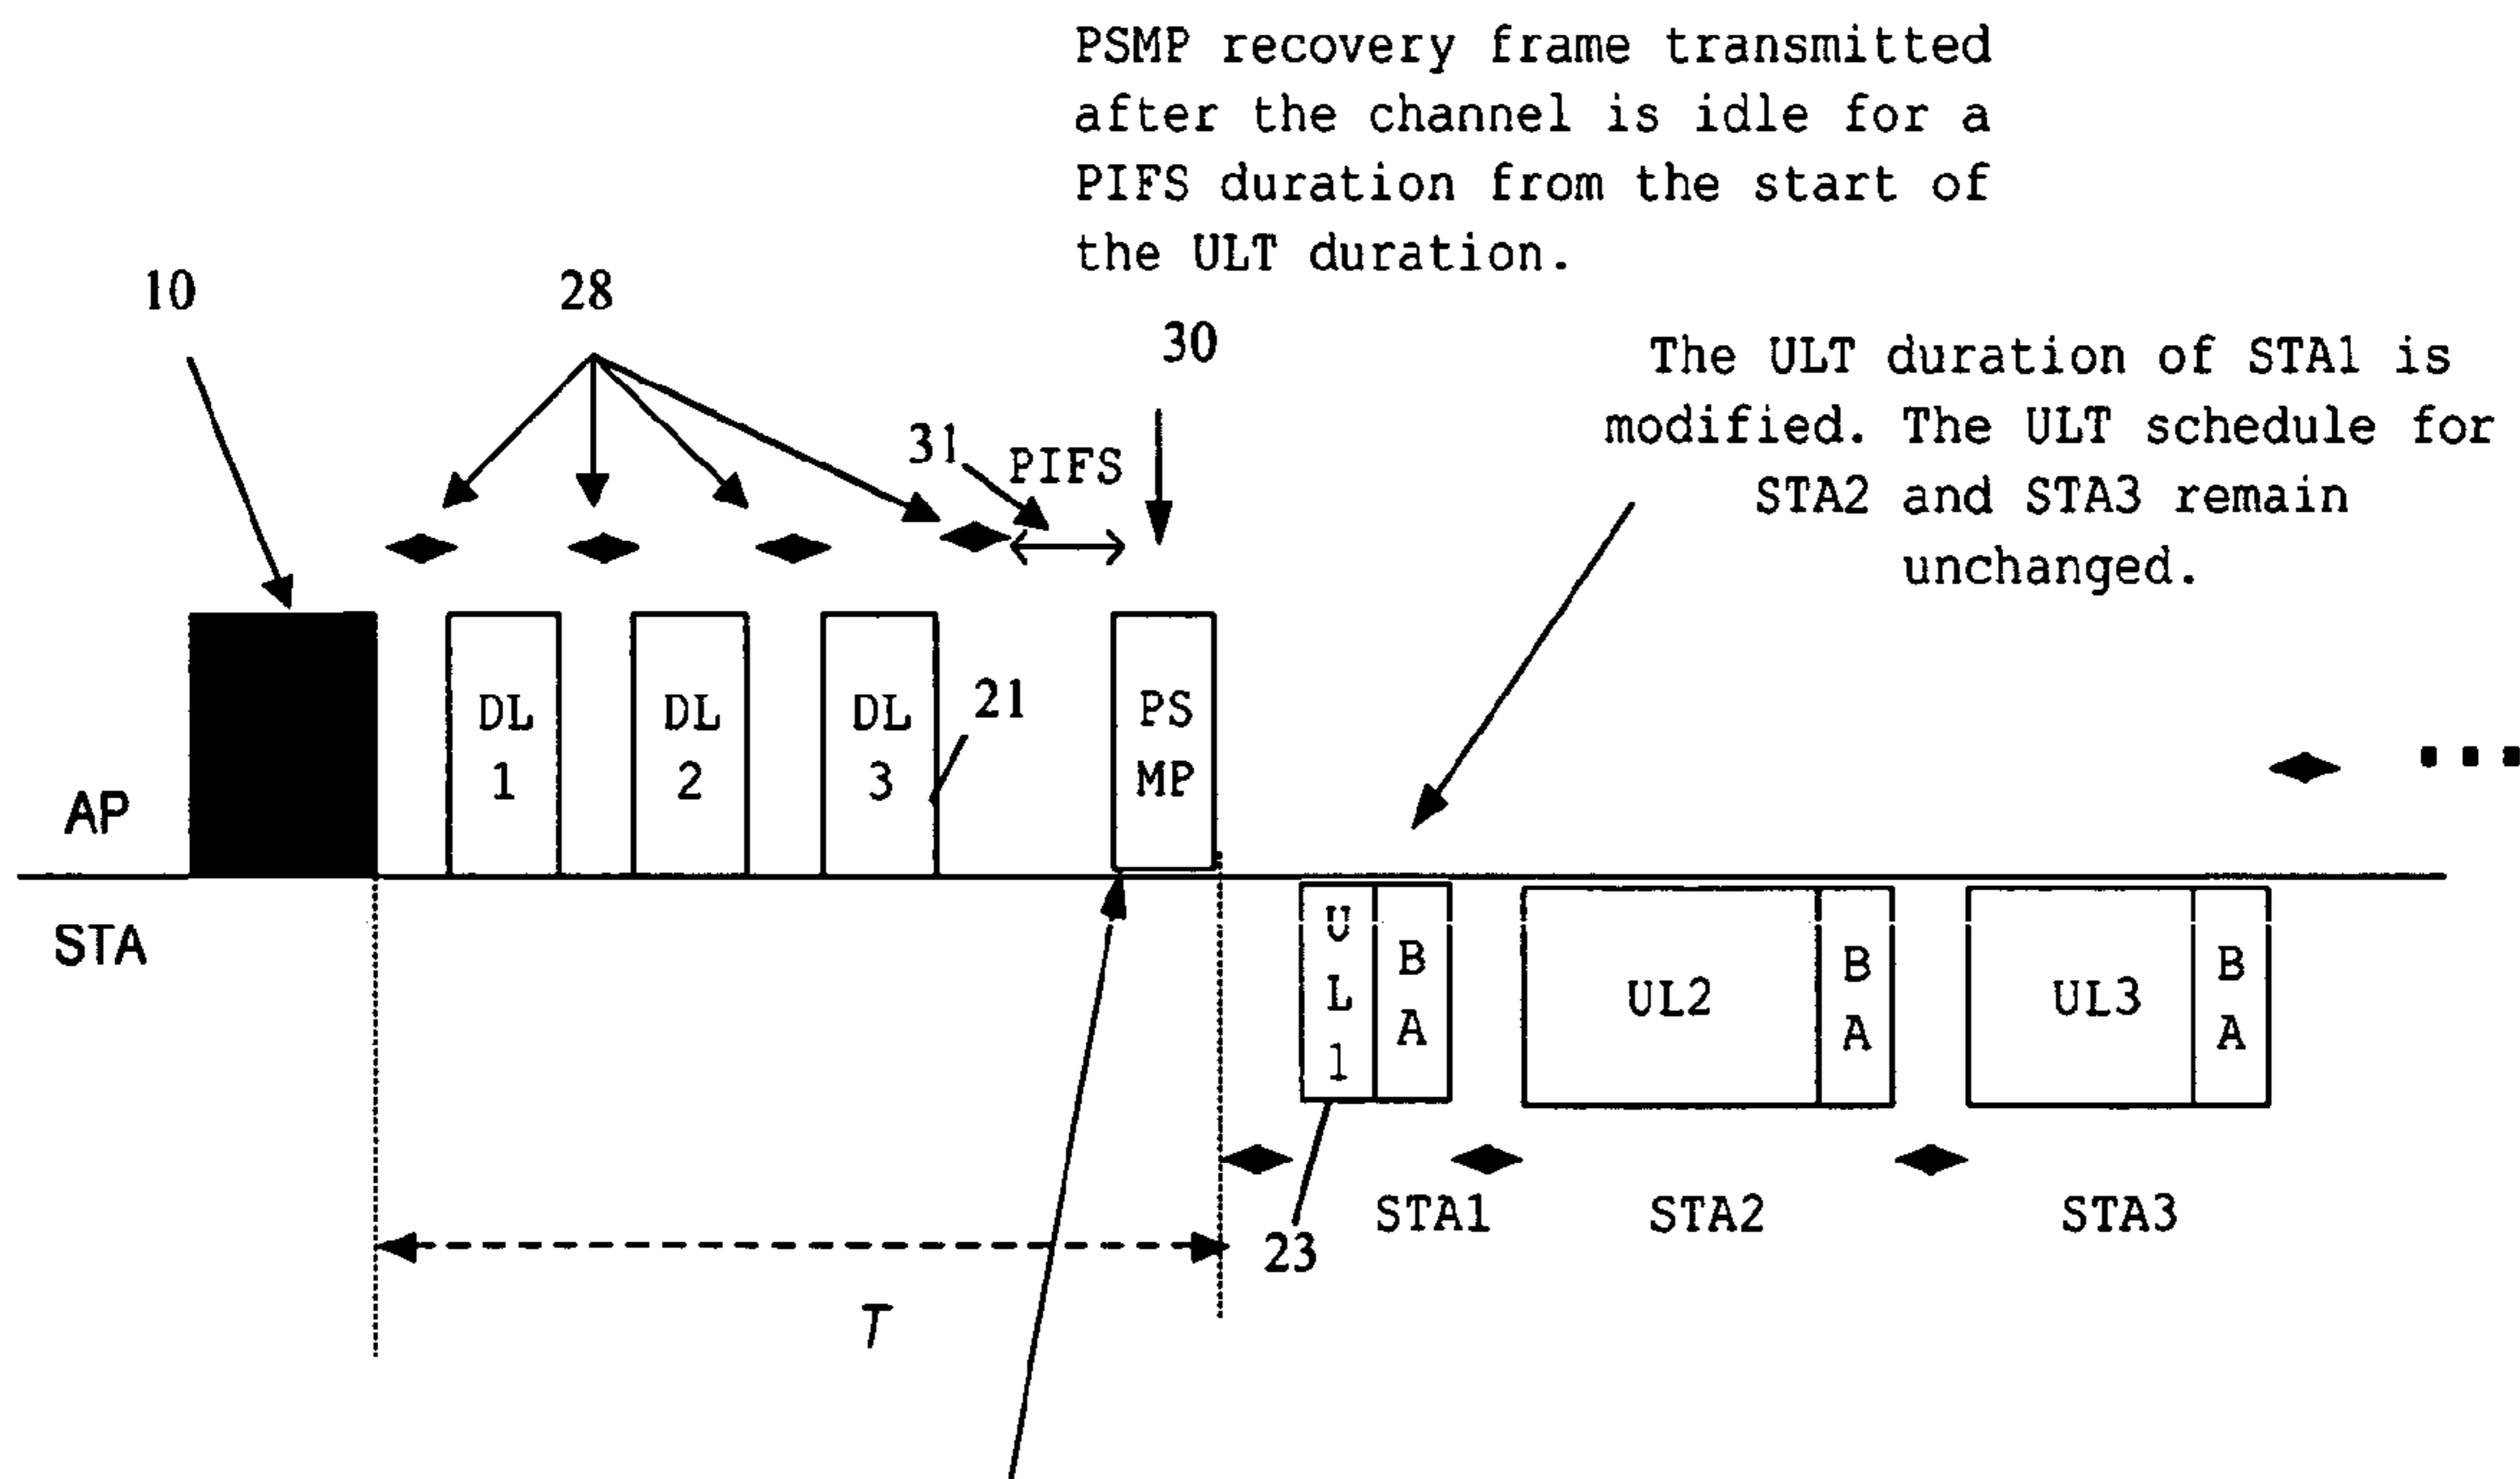 PSMP recovery frame transmitted
after the channel is idle for a
PIFS duration from the start of
the ULT duration.
10
28
30
The ULT duration of STA1 is
modified. The ULT schedule for
STA2 and STA3 remain
unchanged.
31
PIFS
DL
1
DL
2
DL
3
21
PS
MP
AP
STA
U
L
1
B
A
UL2
B
A
UL3
B
A
STA1
STA2
STA3
23
T